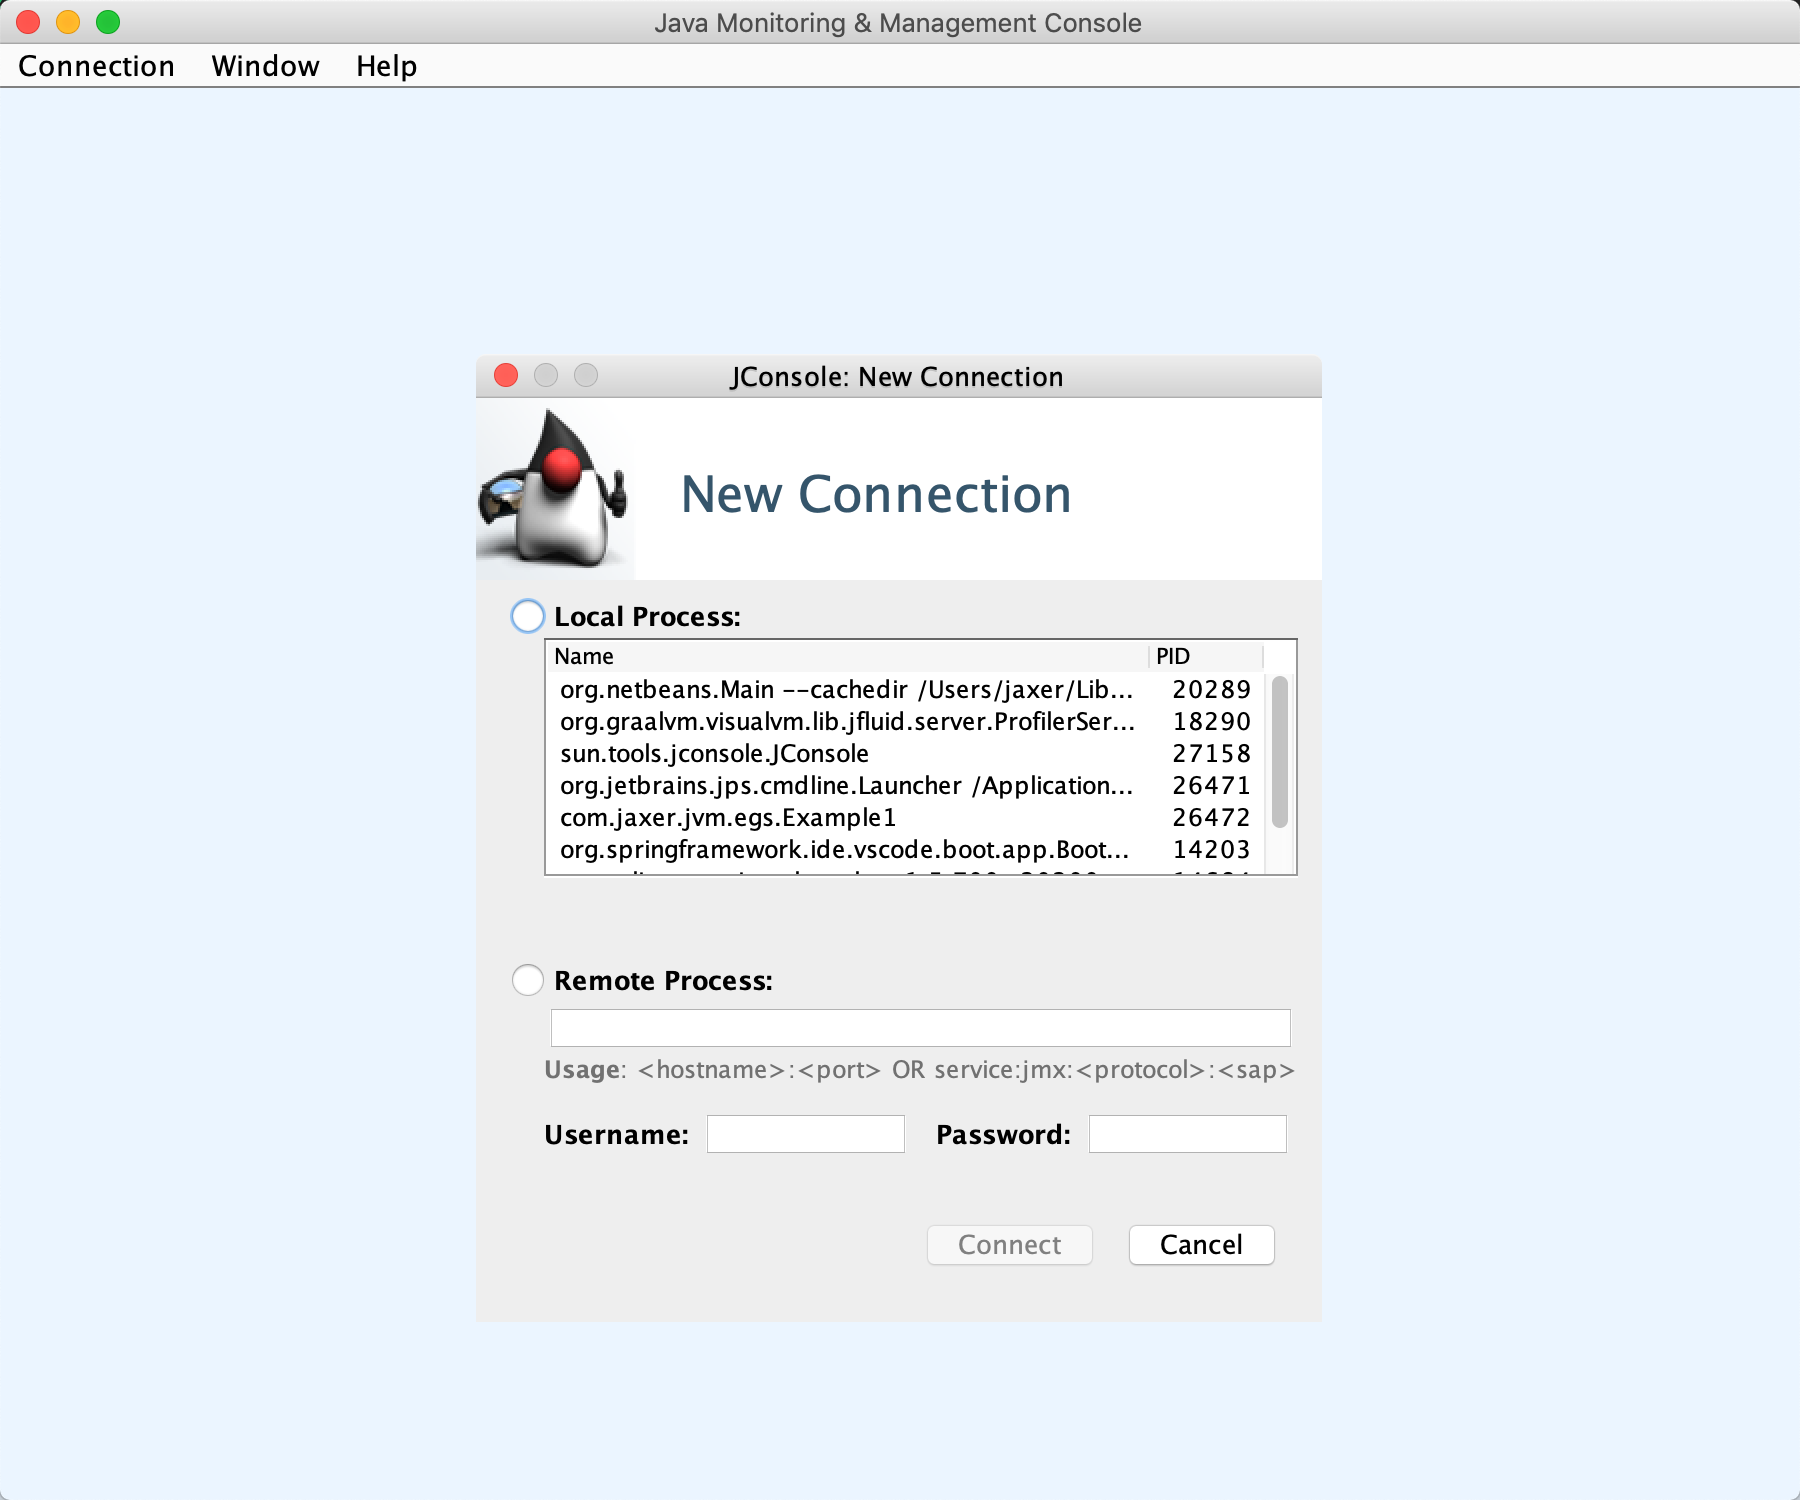 Java Monitoring & Management Console
Connection Window Help
JConsole: New Connection
New Connection
Local Process:
Name PID
org.netbeans.Main --cachedir /Users/jaxer/Lib... 20289
org.graalvm.visualvm.lib.jfluid.server.ProfilerSer... 18290
sun.tools.jconsole.JConsole 27158
org.jetbrains.jps.cmdline.Launcher /Application... 26471
com.jaxer.jvm.egs.Example1 26472
org.springframework.ide.vscode.boot.app.Boot... 14203
Remote Process:
Usage: <hostname>:<port> OR service:jmx:<protocol>:<sap>
Username: Password:
Connect Cancel